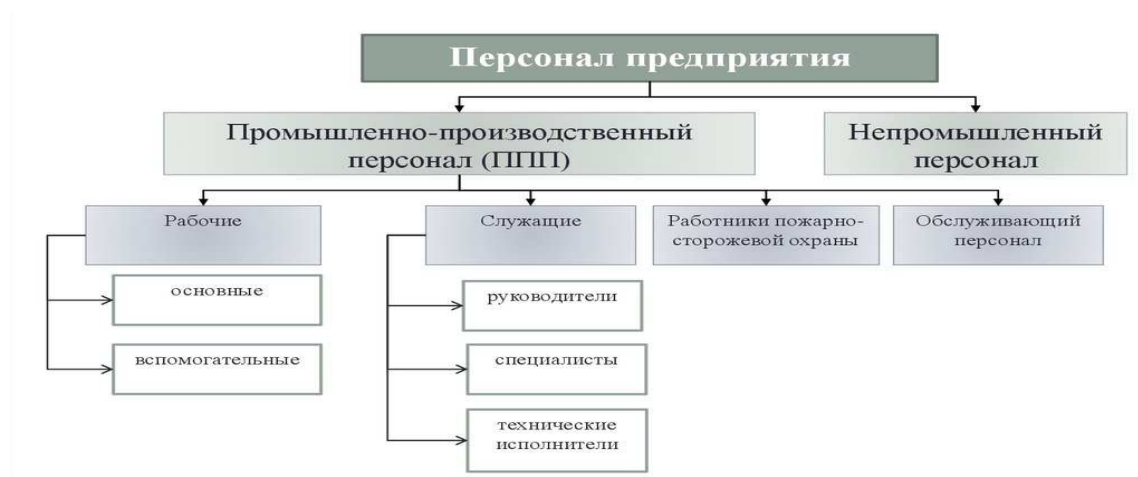 Персонал предприятия
Промышленно-производственный
персонал (ППП)
Непромышленный
персонал
Рабочие
Служащие
Работники пожарно-
сторожевой охраны
Обслуживающий
персонал
основные
вспомогательные
руководители
специалисты
технические
исполнители